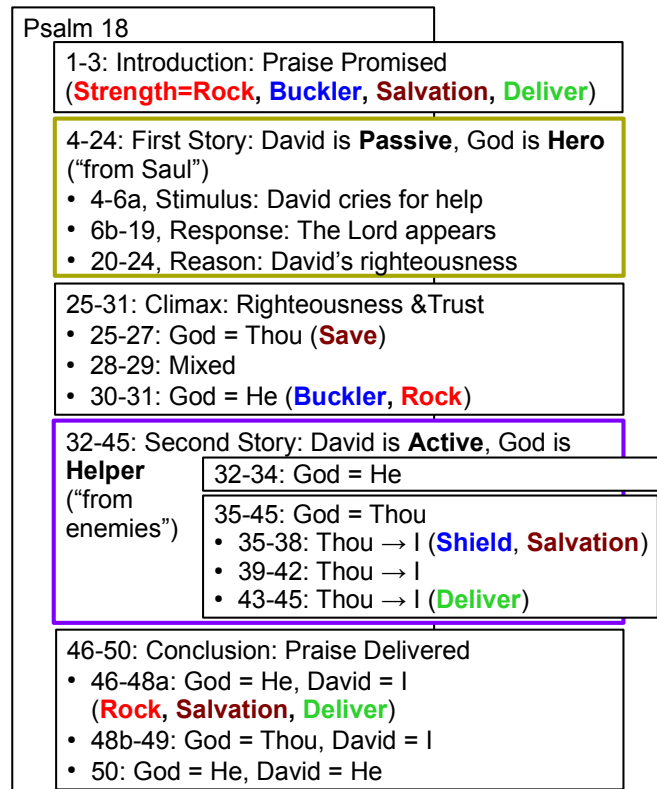 Psalm 18
1-3: Introduction: Praise Promised
(Strength=Rock, Buckler, Salvation, Deliver)
4-24: First Story: David is Passive, God is Hero
(“from Saul”)
• 4-6a, Stimulus: David cries for help
• 6b-19, Response: The Lord appears
• 20-24, Reason: David’s righteousness
25-31: Climax: Righteousness &Trust
• 25-27: God = Thou (Save)
• 28-29: Mixed
• 30-31: God = He (Buckler, Rock)
32-45: Second Story: David is Active, God is
Helper
(“from
enemies”)
32-34: God = He
35-45: God = Thou
• 35-38: Thou → I (Shield, Salvation)
• 39-42: Thou → I
• 43-45: Thou → I (Deliver)
46-50: Conclusion: Praise Delivered
• 46-48a: God = He, David = I
(Rock, Salvation, Deliver)
• 48b-49: God = Thou, David = I
• 50: God = He, David = He